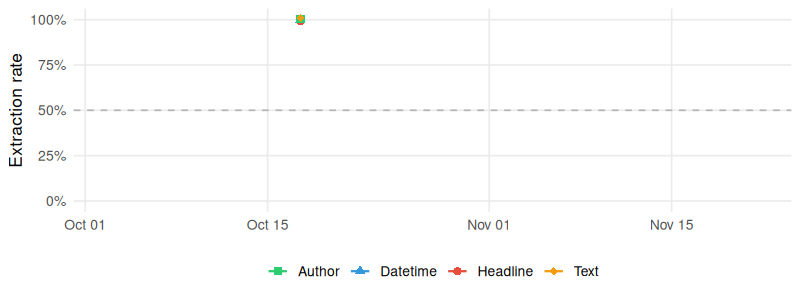 Extraction rate
100%
75%
50%
25%
0%
Oct 01 Oct 15 Nov 01 Nov 15
Author Datetime Headline Text